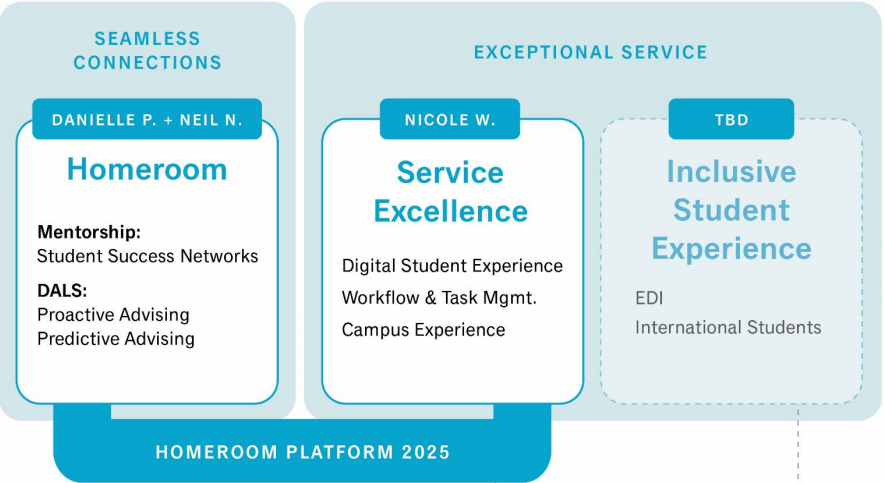 SEAMLESS
CONNECTIONS
DANIELLE P. + NEIL N.
Homeroom
Mentorship:
Student Success Networks
DALS:
Proactive Advising
Predictive Advising
EXCEPTIONAL SERVICE
NICOLE W.
Service
Excellence
Digital Student Experience
Workflow & Task Mgmt.
Campus Experience
TBD
Inclusive
Student
Experience
EDI
International Students
HOMEROOM PLATFORM 2025